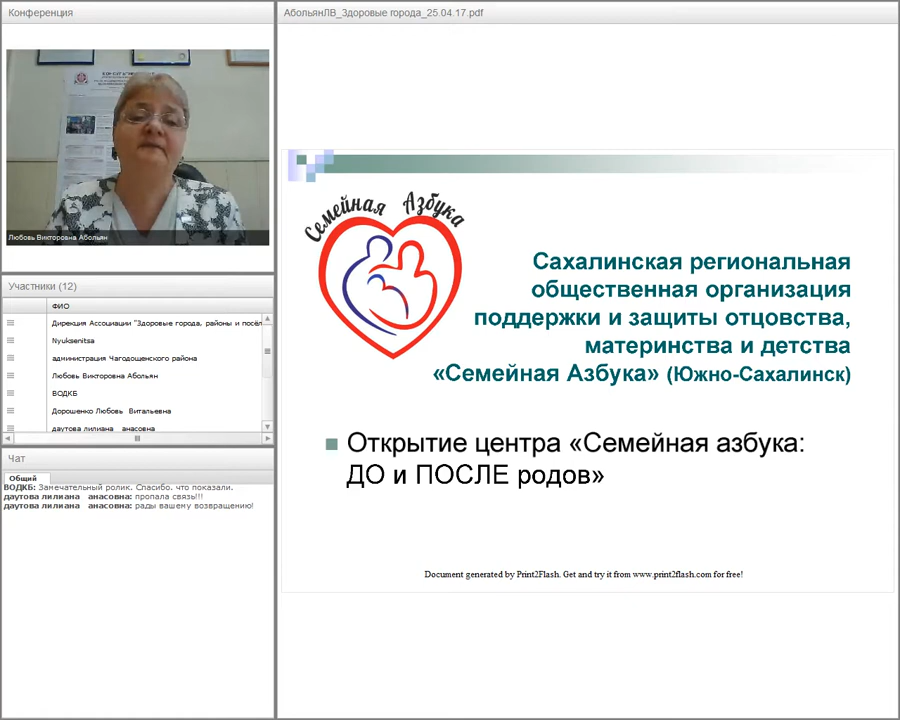 Конференция
Любовь Викторовна Абольян
Участники (12)
ФИО
Дирекция Ассоциации "Здоровые города, районы и посёл
Nyuksenitsa
администрация Чагодощенского района
Любовь Викторовна Абольян
ВОДКБ
Дорошенко Любовь Витальевна
даутова лилиана анасовна
Чат
Общий
ВОДКБ: Замечательный ролик. Спасибо. что показали.
даутова лилиана анасовна: пропала связь!!!
даутова лилиана анасовна: рады вашему возвращению!
АбольянЛВ_Здоровые города_25.04.17.pdf
Семейная Азбука
Сахалинская региональная
общественная организация
поддержки и защиты отцовства,
материнства и детства
«Семейная Азбука» (Южно-Сахалинск)
Открытие центра «Семейная азбука:
ДО и ПОСЛЕ родов»
Document generated by Print2Flash. Get and try it from www.print2flash.com for free!